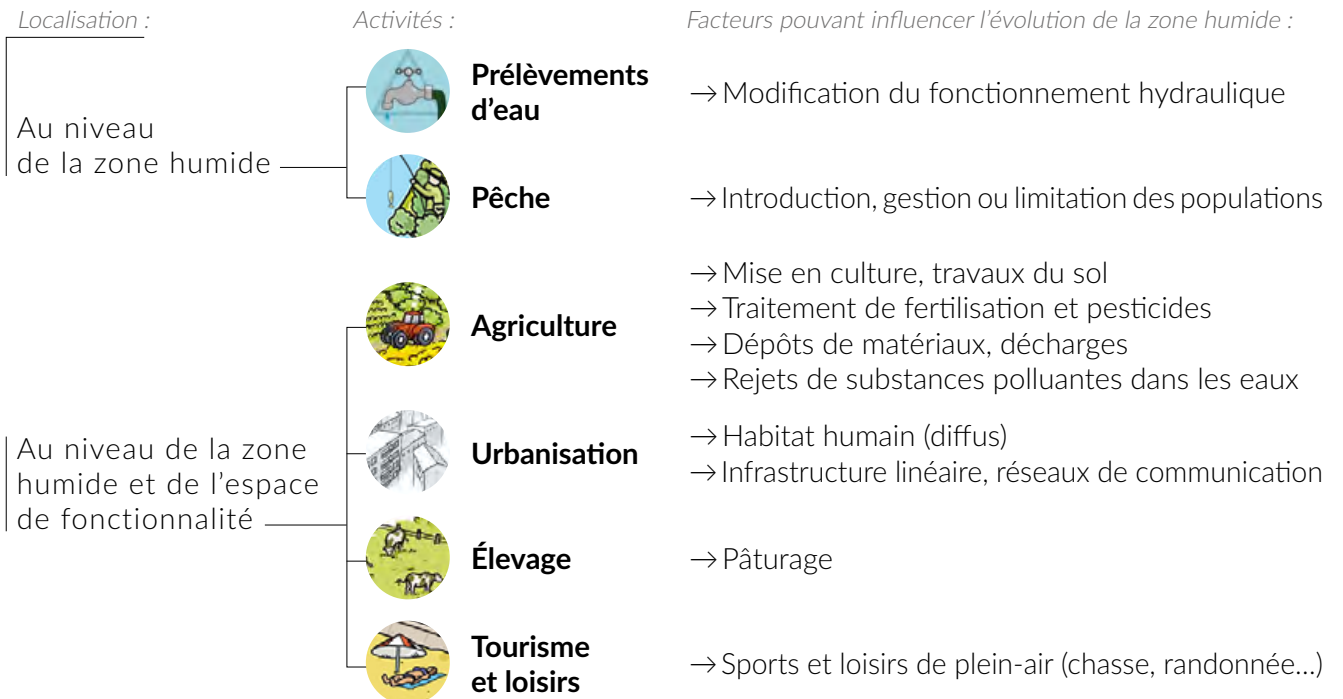 Localisation :
Activités :
Facteurs pouvant influencer l’évolution de la zone humide :
Au niveau
de la zone humide
Prélèvements
d’eau
→ Modification du fonctionnement hydraulique
Pêche
→ Introduction, gestion ou limitation des populations
Au niveau de la zone
humide et de l’espace
de fonctionnalité
Agriculture
→ Mise en culture, travaux du sol
→ Traitement de fertilisation et pesticides
→ Dépôts de matériaux, décharges
→ Rejets de substances polluantes dans les eaux
Urbanisation
→ Habitat humain (diffus)
→ Infrastructure linéaire, réseaux de communication
Élevage
→ Pâturage
Tourisme
et loisirs
→ Sports et loisirs de plein-air (chasse, randonnée...)